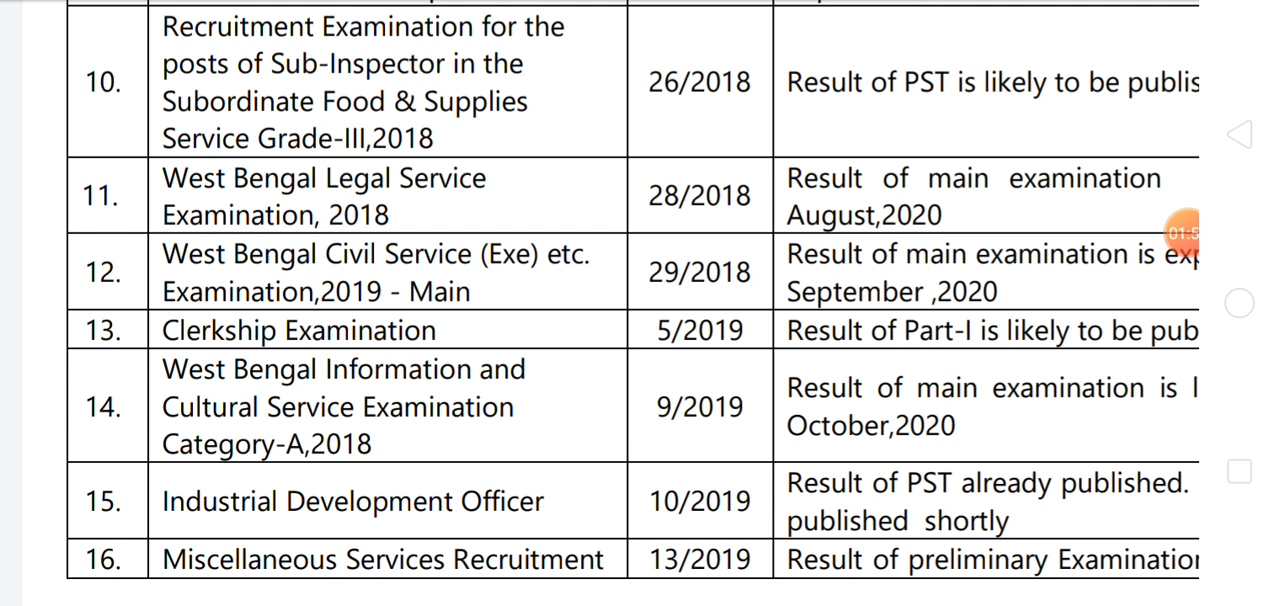 10.
Recruitment Examination for the
posts of Sub-Inspector in the
Subordinate Food & Supplies
Service Grade-III,2018
26/2018
Result of PST is likely to be
11.
West Bengal Legal Service
Examination, 2018
28/2018
Result of main examination
August,2020
12.
West Bengal Civil Service (Exe) etc.
Examination,2019 - Main
29/2018
Result of main examination is
September ,2020
13.
Clerkship Examination
5/2019
Result of Part-I is likely to be
14.
West Bengal Information and
Cultural Service Examination
Category-A,2018
9/2019
Result of main examination is
October,2020
15.
Industrial Development Officer
10/2019
Result of PST already published.
published shortly
16.
Miscellaneous Services Recruitment
13/2019
Result of preliminary